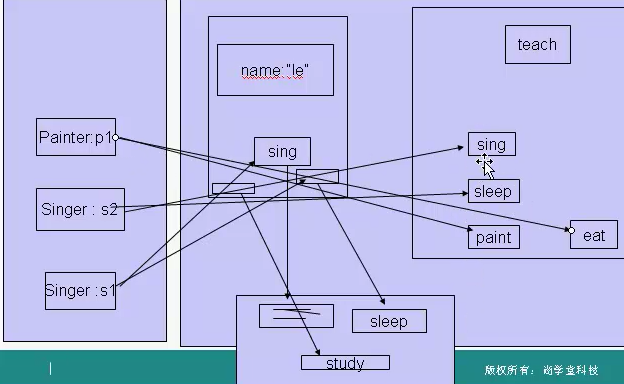 teach
name:"le"
Painter:p1
sing
sing
Singer : s2
sleep
paint
eat
Singer :s1
sleep
study
版权所有：尚学堂科技